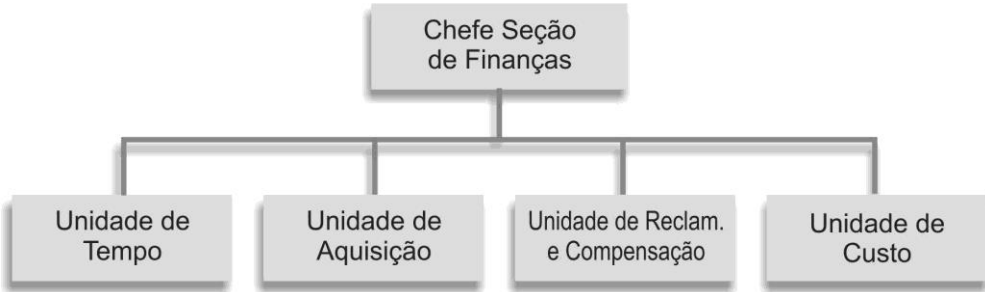 Chefe Seção
de Finanças
Unidade de
Tempo
Unidade de
Aquisição
Unidade de Reclam.
e Compensação
Unidade de
Custo